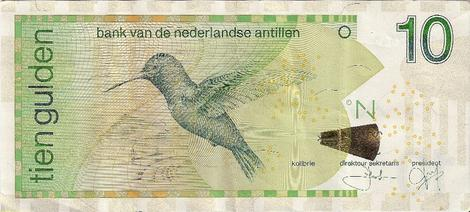 bank van de nederlandse antillen
10
tien gulden
kolibrie
direktour sekretaris
president